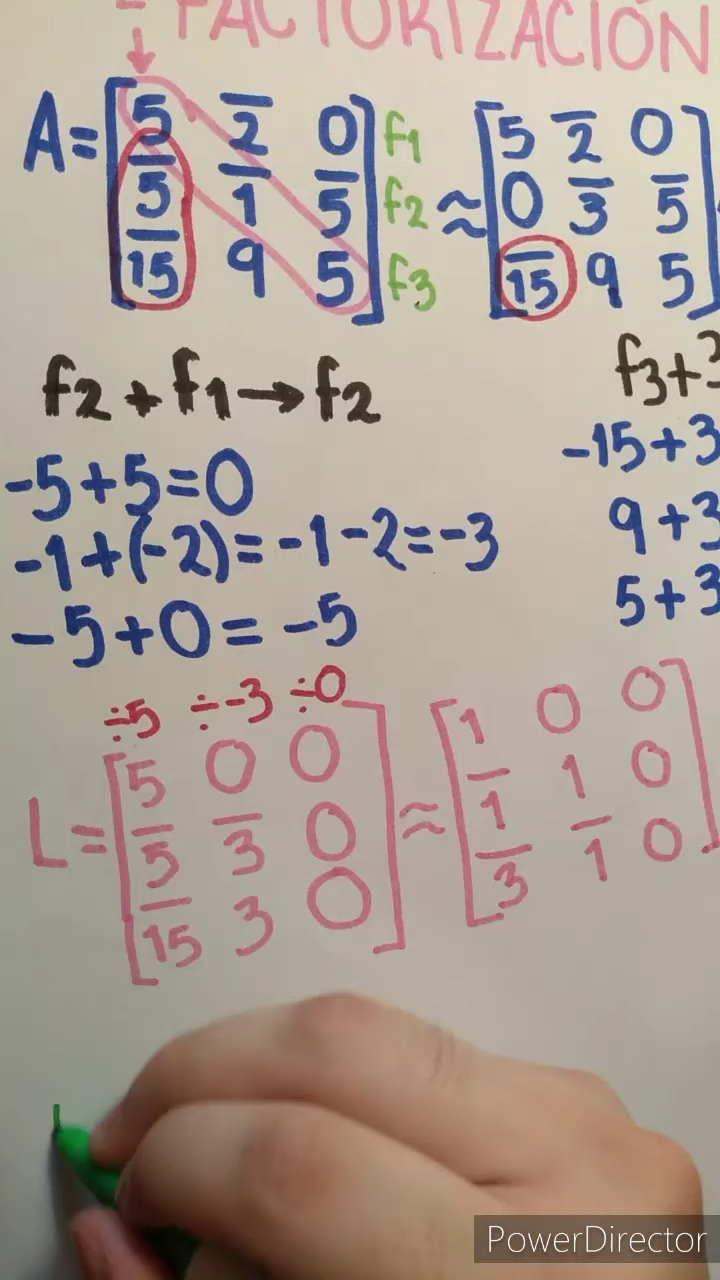 - FACTORIZACIÓN
A = [5 -2 0] f1 ≈ [5 -2 0]
[-5 -1 -5] f2 [0 -3 -5]
[-15 9 5] f3 [-15 9 5]
f2 + f1 → f2
f3 + 3
-5+5=0
-15+3
-1+(-2)=-1-2=-3
9+3
-5+0=-5
5+3
÷5 ÷-3 ÷0
L = [5 0 0] ≈ [1 0 0]
[-5 -3 0] [-1 1 0]
[-15 3 0] [-3 -1 0]
PowerDirector